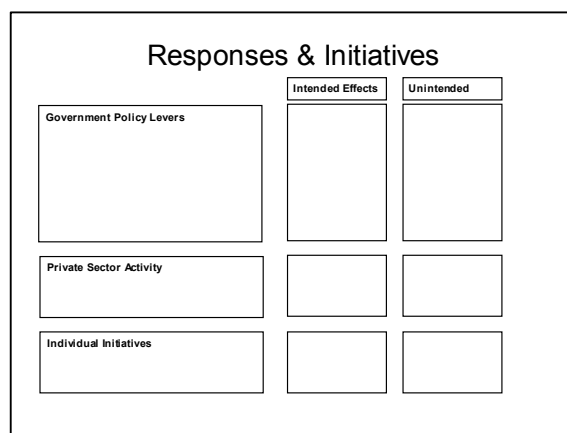 Responses & Initiatives
Intended Effects
Unintended
Government Policy Levers
Private Sector Activity
Individual Initiatives